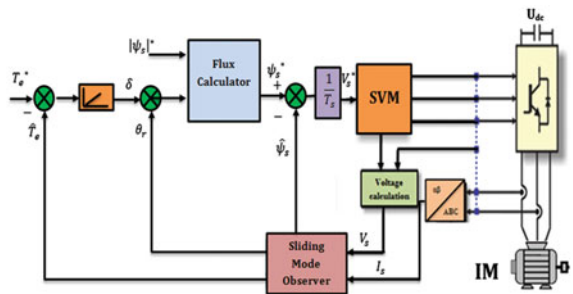 U_dc
|ψ_s|*
Flux
Calculator
ψ_s*
+
−
1
T_s
V_s*
SVM
T_e*
−
T̂_e
δ
θ_r
ψ̂_s
Voltage
calculation
αβ
ABC
V_s
I_s
Sliding
Mode
Observer
IM